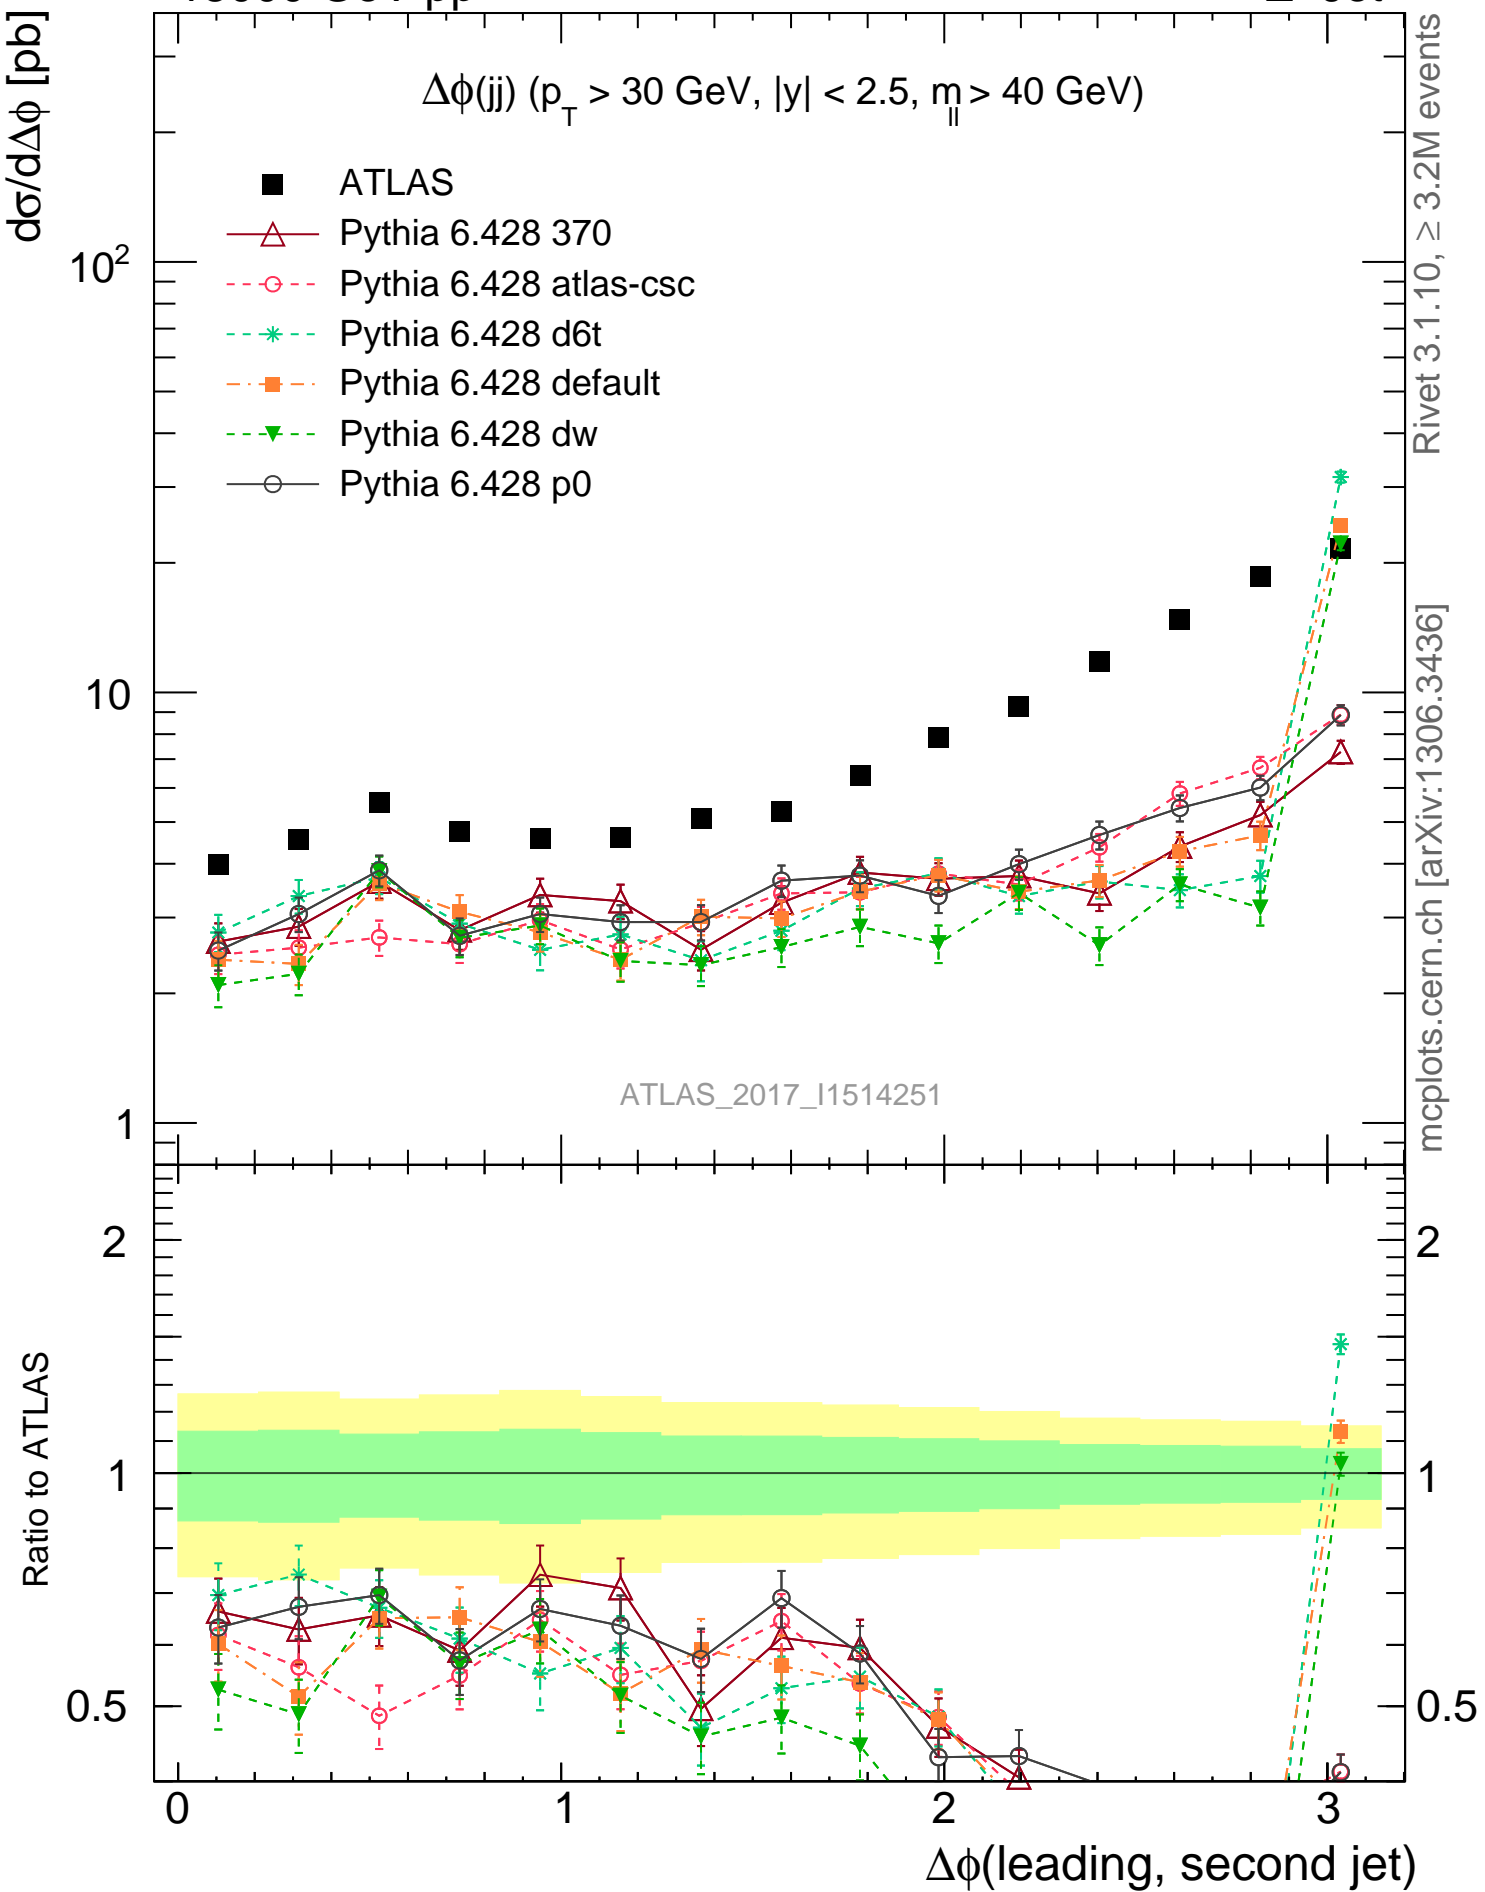 dσ/dΔϕ [pb]
Δϕ(jj) (p_T > 30 GeV, |y| < 2.5, m_ll > 40 GeV)
ATLAS
Pythia 6.428 370
Pythia 6.428 atlas-csc
Pythia 6.428 d6t
Pythia 6.428 default
Pythia 6.428 dw
Pythia 6.428 p0
10²
10
1
ATLAS_2017_I1514251
Rivet 3.1.10, ≥ 3.2M events
mcplots.cern.ch [arXiv:1306.3436]
Ratio to ATLAS
2
1
0.5
2
1
0.5
0
1
2
3
Δϕ(leading, second jet)